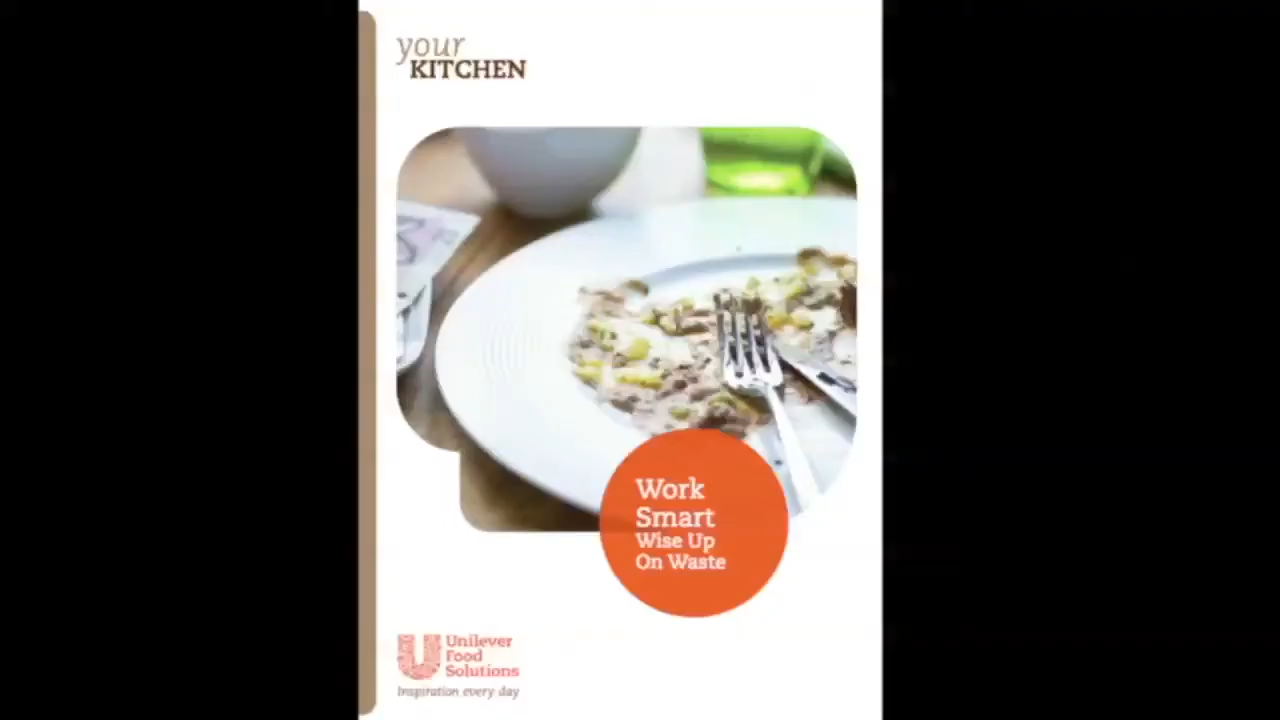 your
KITCHEN
Work
Smart
Wise Up
On Waste
Unilever
Food
Solutions
Inspiration every day